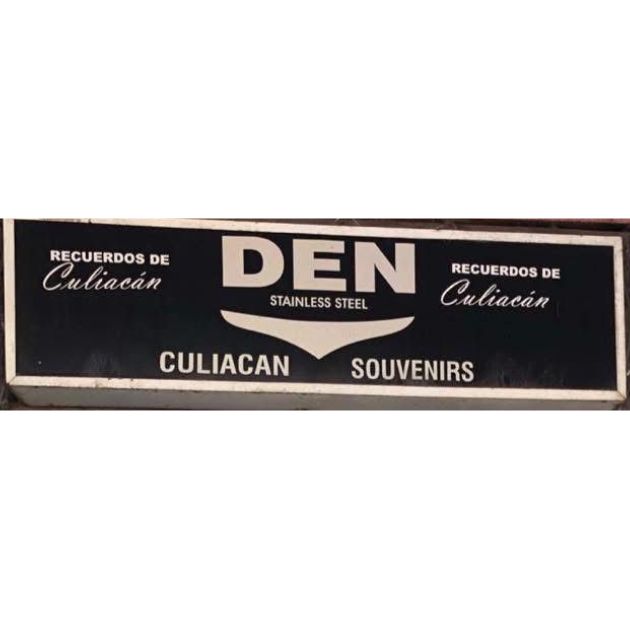 RECUERDOS DE
Culiacán
DEN
STAINLESS STEEL
RECUERDOS DE
Culiacán
CULIACAN SOUVENIRS